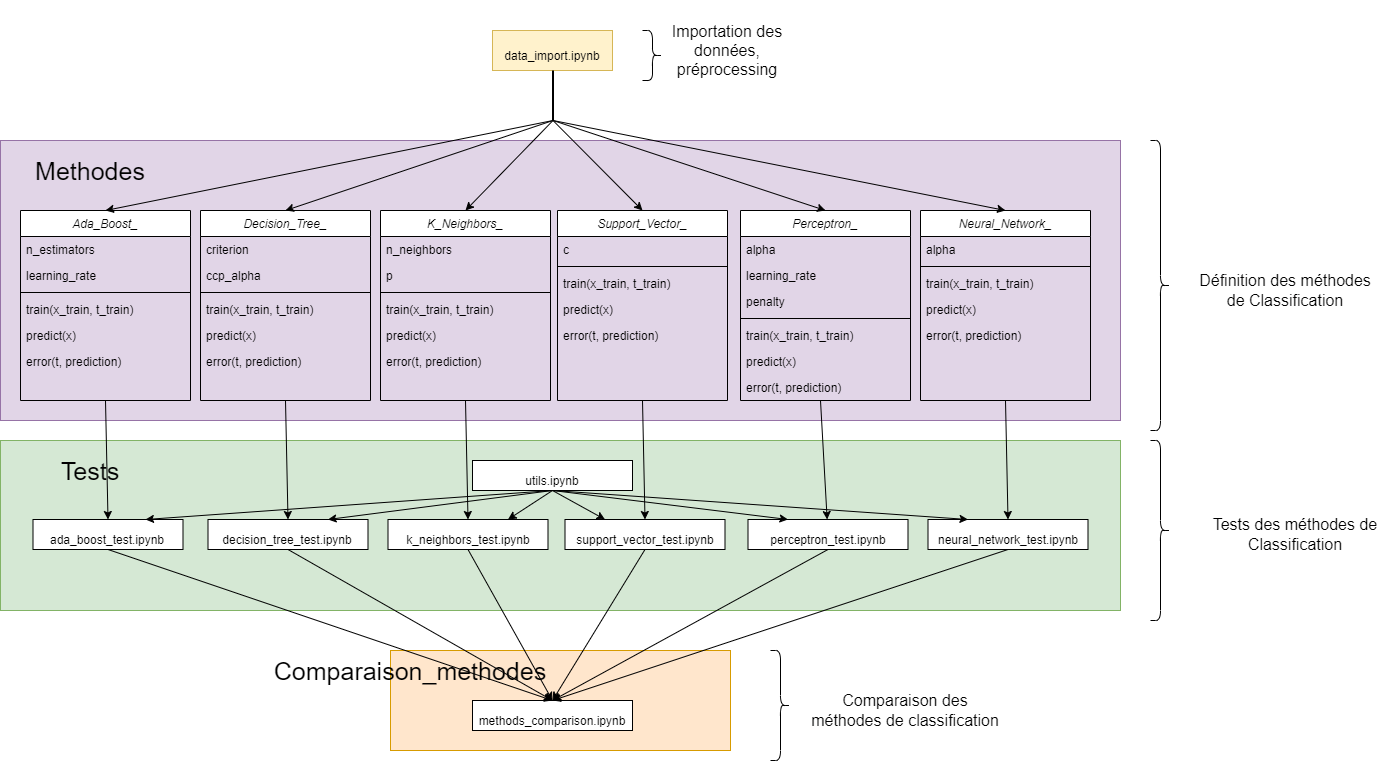 data_import.ipynb
Importation des
données,
préprocessing
Methodes
Ada_Boost_
n_estimators
learning_rate
train(x_train, t_train)
predict(x)
error(t, prediction)
Decision_Tree_
criterion
ccp_alpha
train(x_train, t_train)
predict(x)
error(t, prediction)
K_Neighbors_
n_neighbors
p
train(x_train, t_train)
predict(x)
error(t, prediction)
Support_Vector_
c
train(x_train, t_train)
predict(x)
error(t, prediction)
Perceptron_
alpha
learning_rate
penalty
train(x_train, t_train)
predict(x)
error(t, prediction)
Neural_Network_
alpha
train(x_train, t_train)
predict(x)
error(t, prediction)
Définition des méthodes
de Classification
Tests
utils.ipynb
ada_boost_test.ipynb
decision_tree_test.ipynb
k_neighbors_test.ipynb
support_vector_test.ipynb
perceptron_test.ipynb
neural_network_test.ipynb
Tests des méthodes de
Classification
Comparaison_methodes
methods_comparison.ipynb
Comparaison des
méthodes de classification